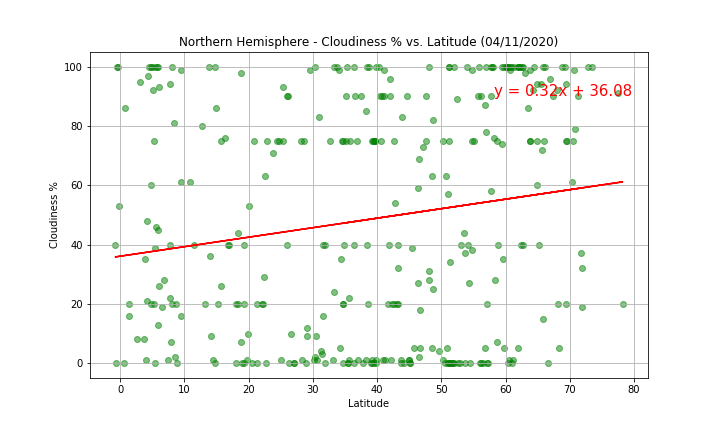 Northern Hemisphere - Cloudiness % vs. Latitude (04/11/2020)
100
80
60
40
20
0
Cloudiness %
y = 0.32x + 36.08
0 10 20 30 40 50 60 70 80
Latitude